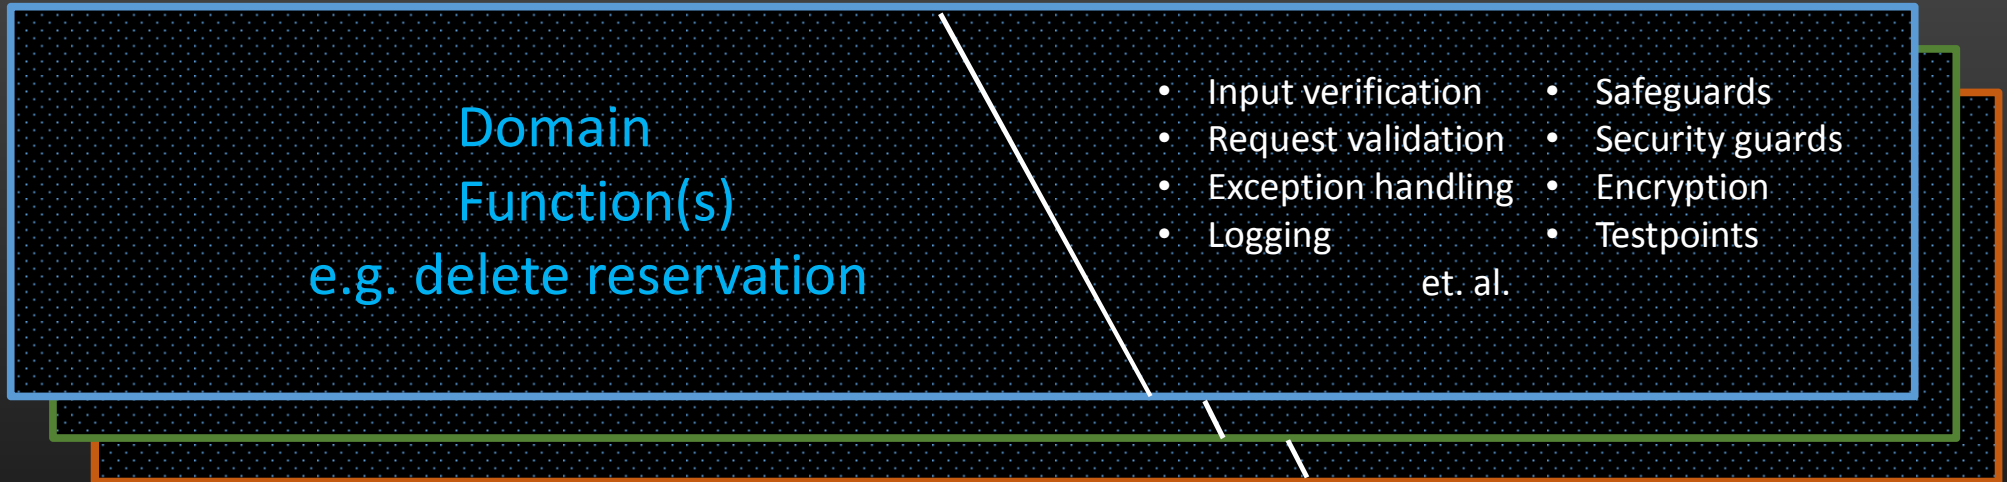 Domain
Function(s)
e.g. delete reservation
• Input verification
• Request validation
• Exception handling
• Logging
• Safeguards
• Security guards
• Encryption
• Testpoints
et. al.